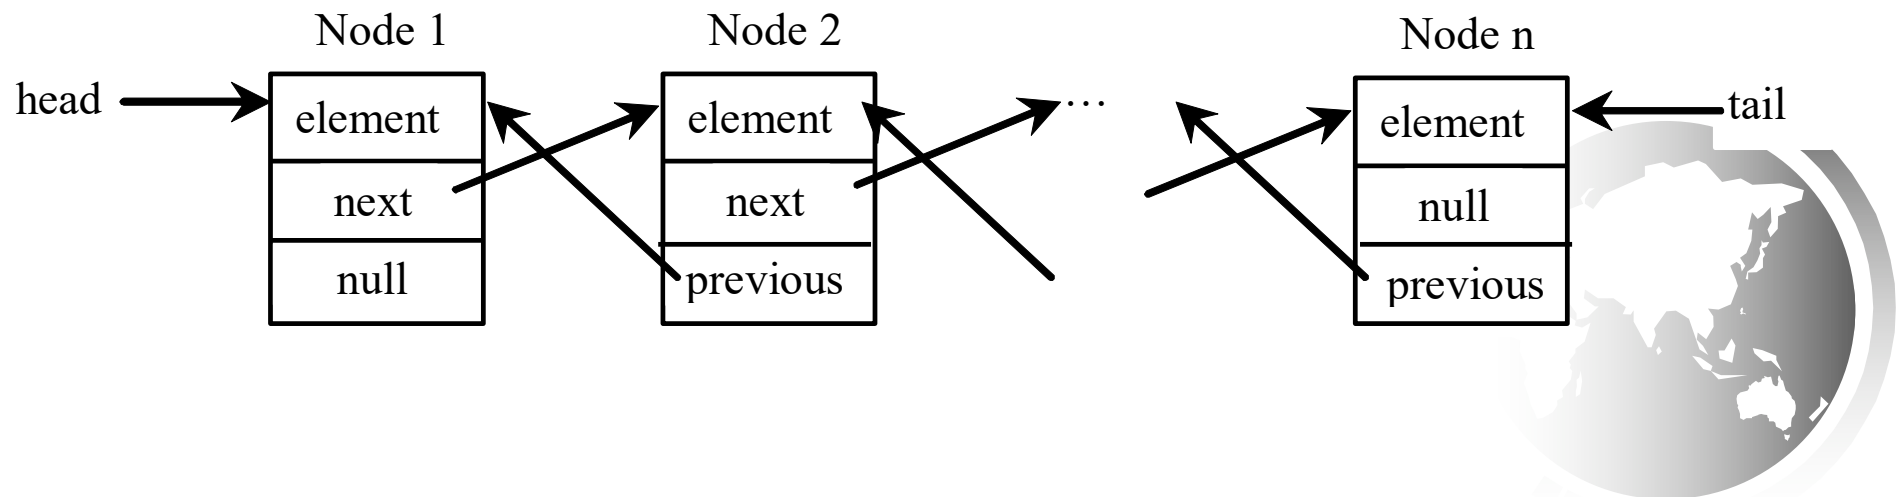 Node 1 Node 2 Node n
head element element … element tail
next next null
null previous previous